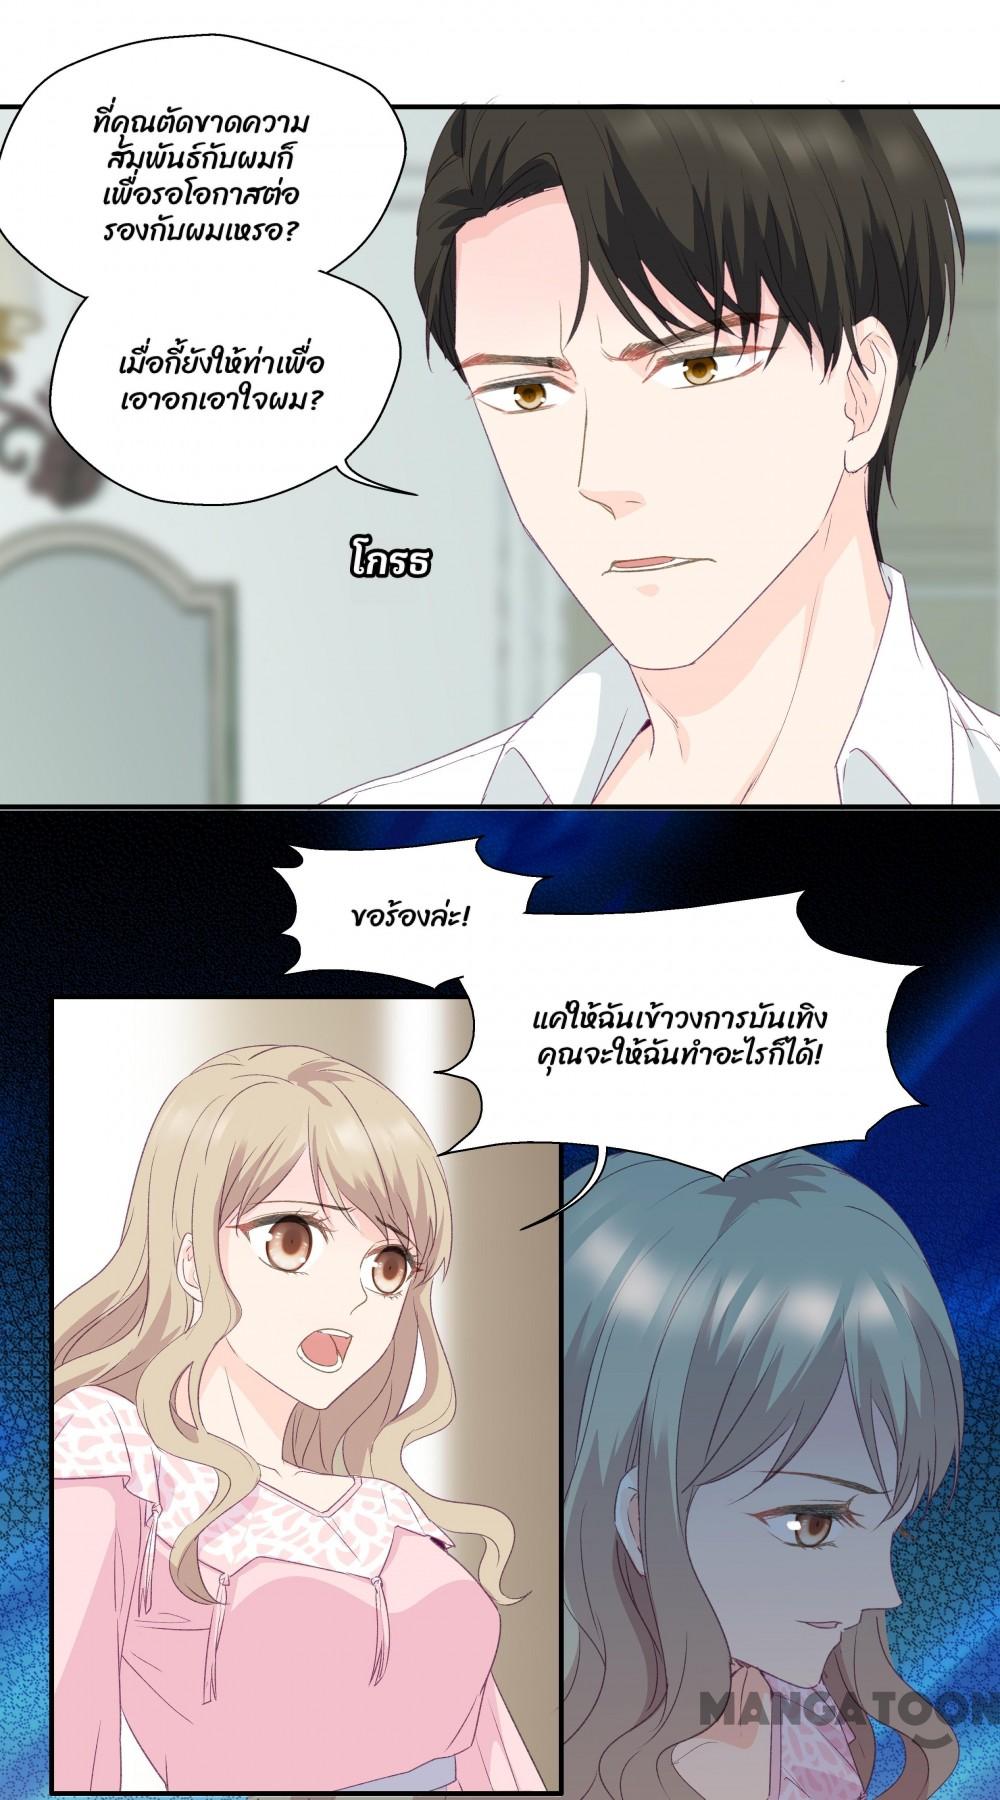 ที่คุณตัดขาดความ
สัมพันธ์กับผมก็
เพื่อรอโอกาสต่อ
รองกับผมเหรอ?
เมื่อกี้ยังให้ท่าเพื่อ
เอาอกเอาใจผม?
โกรธ
ขอร้องล่ะ!
แค่ให้ฉันเข้าวงการบันเทิง
คุณจะให้ฉันทำอะไรก็ได้!
MANGATOON